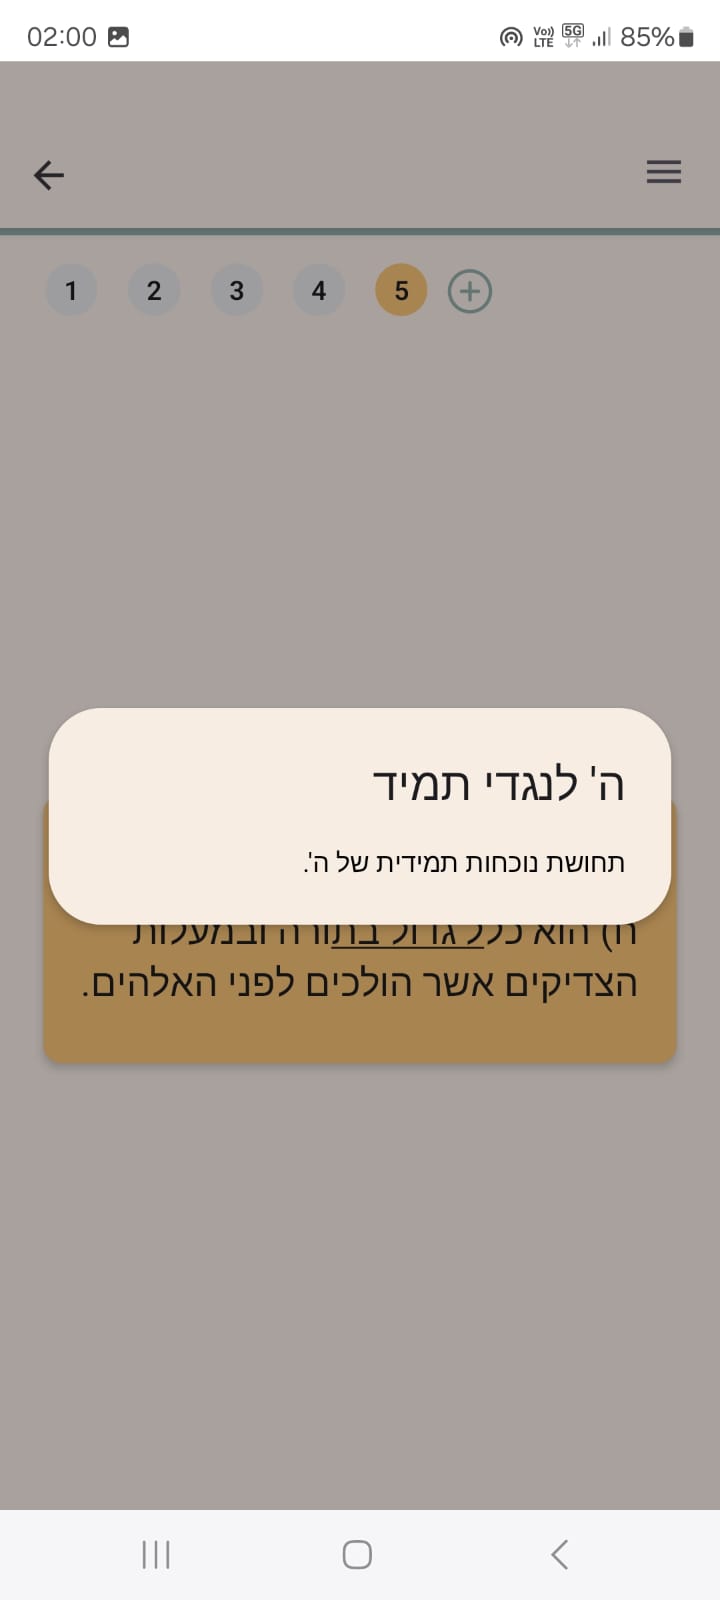 02:00
Vo)) LTE 5G 85%
1 2 3 4 5
ה' לנגדי תמיד
תחושת נוכחות תמידית של ה'.
ח) הוא כלל גדול בתורה ובמעלות
הצדיקים אשר הולכים לפני האלהים.